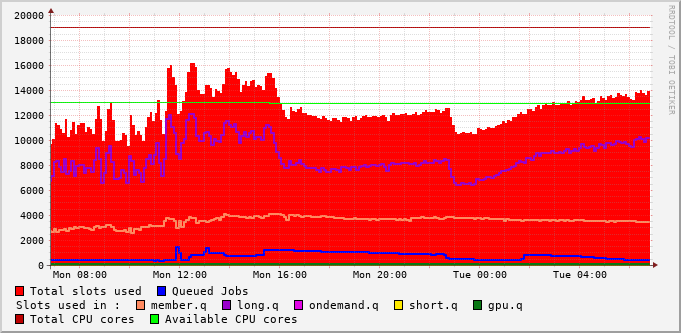 20000
18000
16000
14000
12000
10000
8000
6000
4000
2000
0
Mon 08:00 Mon 12:00 Mon 16:00 Mon 20:00 Tue 00:00 Tue 04:00
RRDTOOL / TOBI OETIKER
Total slots used Queued Jobs
Slots used in : member.q long.q ondemand.q short.q gpu.q
Total CPU cores Available CPU cores